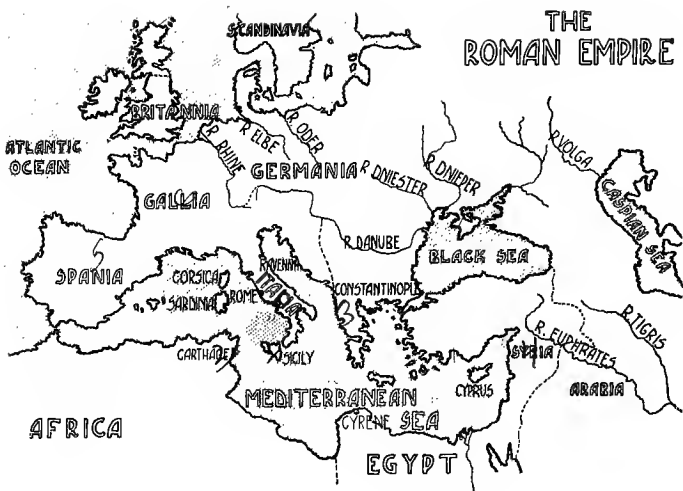 THE
ROMAN EMPIRE
SCANDINAVIA
BRITANNIA
ATLANTIC
OCEAN
R RHINE
R ELBE
R ODER
GERMANIA
R DNIESTER
R DNIEPER
R VOLGA
CASPIAN SEA
GALLIA
R DANUBE
BLACK SEA
SPANIA
CORSICA
SARDINIA
RAVENNA
ITALIA
ROME
CONSTANTINOPLE
CARTHAGE
SICILY
SYRIA
R. EUPHRATES
R TIGRIS
ARABIA
CYPRUS
MEDITERRANEAN
SEA
CYRENE
AFRICA
EGYPT